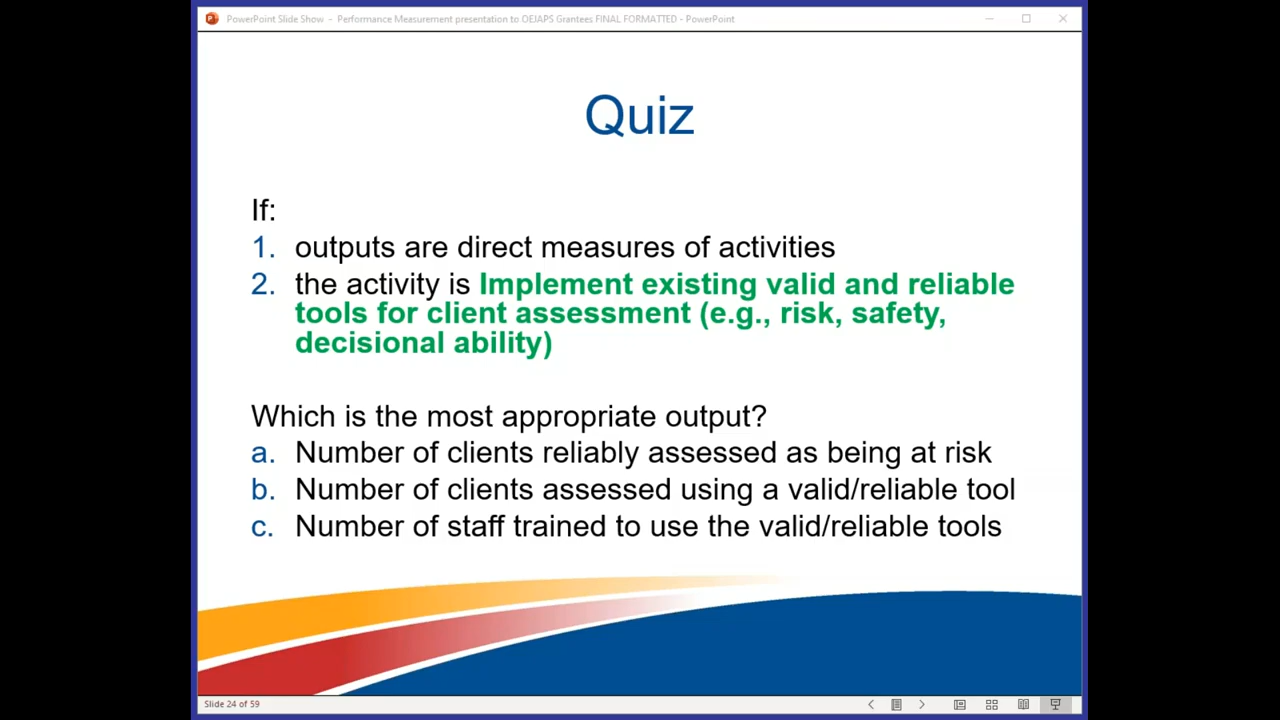 PowerPoint Slide Show - Performance Measurement presentation to OEJAPS Grantees FINAL FORMATTED - PowerPoint
Quiz
If:
1. outputs are direct measures of activities
2. the activity is Implement existing valid and reliable
tools for client assessment (e.g., risk, safety,
decisional ability)
Which is the most appropriate output?
a. Number of clients reliably assessed as being at risk
b. Number of clients assessed using a valid/reliable tool
c. Number of staff trained to use the valid/reliable tools
Slide 24 of 59